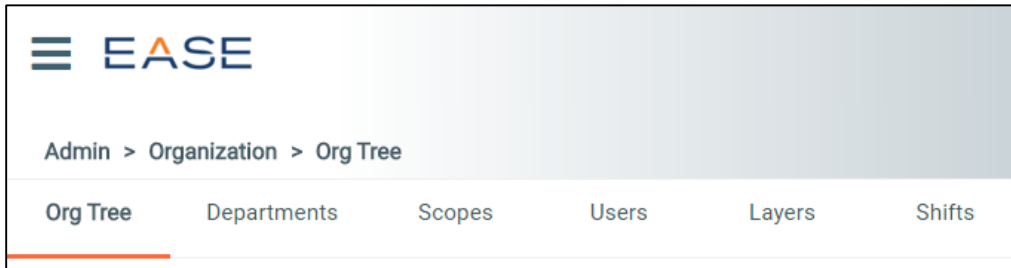 EASE
Admin > Organization > Org Tree
Org Tree Departments Scopes Users Layers Shifts